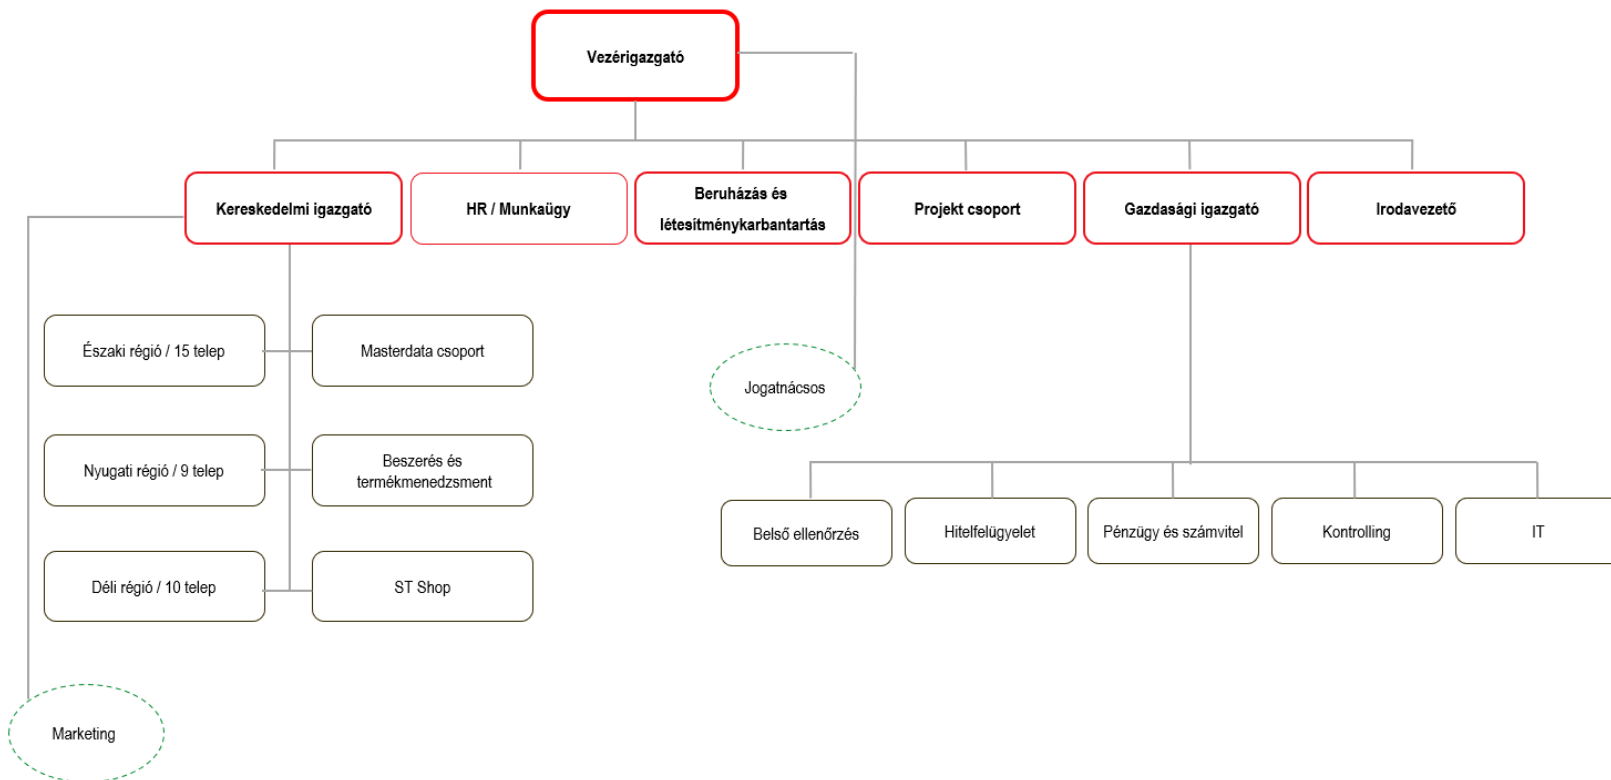 Vezérigazgató
Kereskedelmi igazgató
HR / Munkaügy
Beruházás és
létesítménykarbantartás
Projekt csoport
Gazdasági igazgató
Irodavezető
Északi régió / 15 telep
Masterdata csoport
Jogatnácsos
Nyugati régió / 9 telep
Beszerés és
termékmenedzsment
Belső ellenőrzés
Hitelfelügyelet
Pénzügy és számvitel
Kontrolling
IT
Déli régió / 10 telep
ST Shop
Marketing